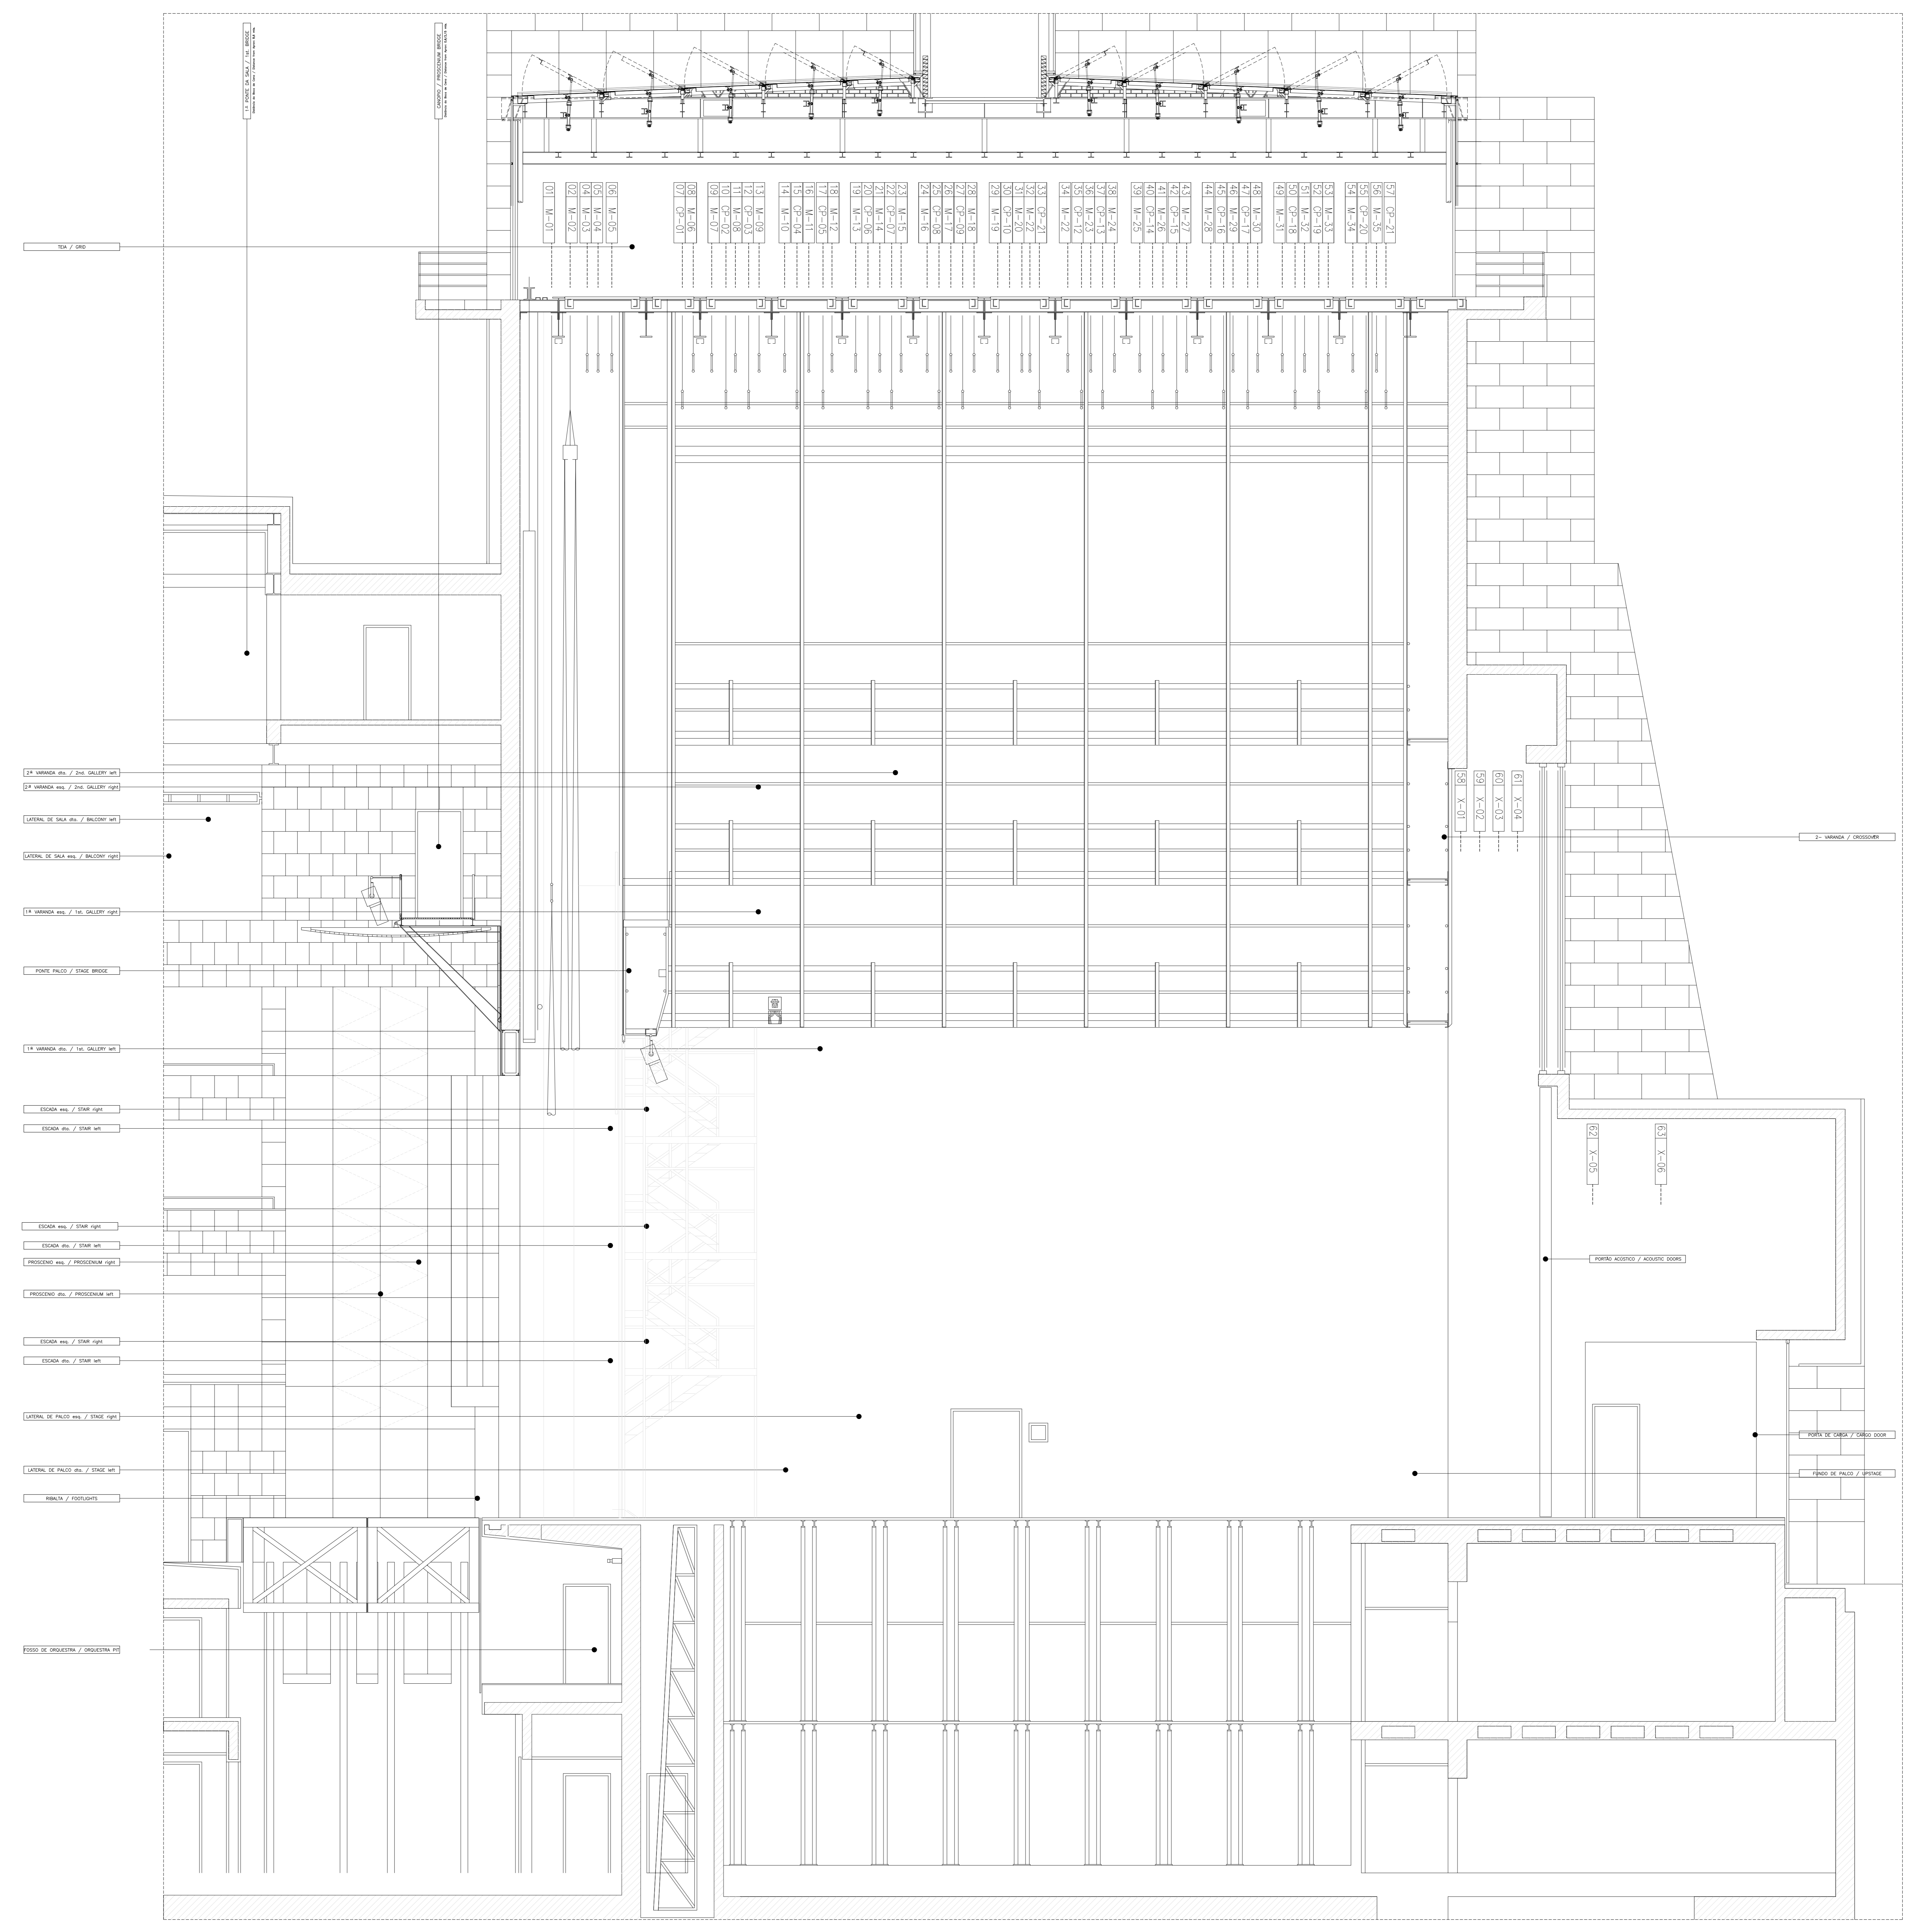 1ª PONTE DA SALA / 1st. BRIDGE
CANOPIO / PROSCENIUM BRIDGE
01 M-01
02 M-02
04 M-03
05 M-04
06 M-05
07 CP-01
08 M-06
09 M-07
10 CP-02
11 M-08
12 CP-03
13 M-09
14 M-10
15 CP-04
16 M-11
17 CP-05
18 M-12
19 M-13
20 CP-06
21 M-14
22 CP-07
23 M-15
24 M-16
25 CP-08
26 M-17
27 CP-09
28 M-18
29 M-19
30 CP-10
31 M-20
32 M-22
33 CP-21
34 M-22
35 CP-12
36 M-23
37 CP-13
38 M-24
39 M-25
40 CP-14
41 M-26
42 CP-15
43 M-27
44 M-28
45 CP-16
46 M-29
47 CP-17
48 M-30
49 M-31
50 CP-18
51 M-32
52 CP-19
53 M-33
54 M-34
55 CP-20
56 M-35
57 CP-21
TEIA / GRID
2ª VARANDA dta. / 2nd. GALLERY left
2ª VARANDA esq. / 2nd. GALLERY right
LATERAL DE SALA dta. / BALCONY left
LATERAL DE SALA esq. / BALCONY right
58 X-01
59 X-02
60 X-03
61 X-04
2- VARANDA / CROSSOVER
1ª VARANDA esq. / 1st. GALLERY right
PONTE PALCO / STAGE BRIDGE
1ª VARANDA dta. / 1st. GALLERY left
ESCADA esq. / STAIR right
ESCADA dta. / STAIR left
62 X-05
63 X-06
ESCADA esq. / STAIR right
ESCADA dta. / STAIR left
PROSCENIO esq. / PROSCENIUM right
PORTÃO ACOSTICO / ACOUSTIC DOORS
PROSCENIO dta. / PROSCENIUM left
ESCADA esq. / STAIR right
ESCADA dta. / STAIR left
LATERAL DE PALCO esq. / STAGE right
PORTA DE CARGA / CARGO DOOR
LATERAL DE PALCO dta. / STAGE left
FUNDO DE PALCO / UPSTAGE
RIBALTA / FOOTLIGHTS
FOSSO DE ORQUESTRA / ORQUESTRA PIT